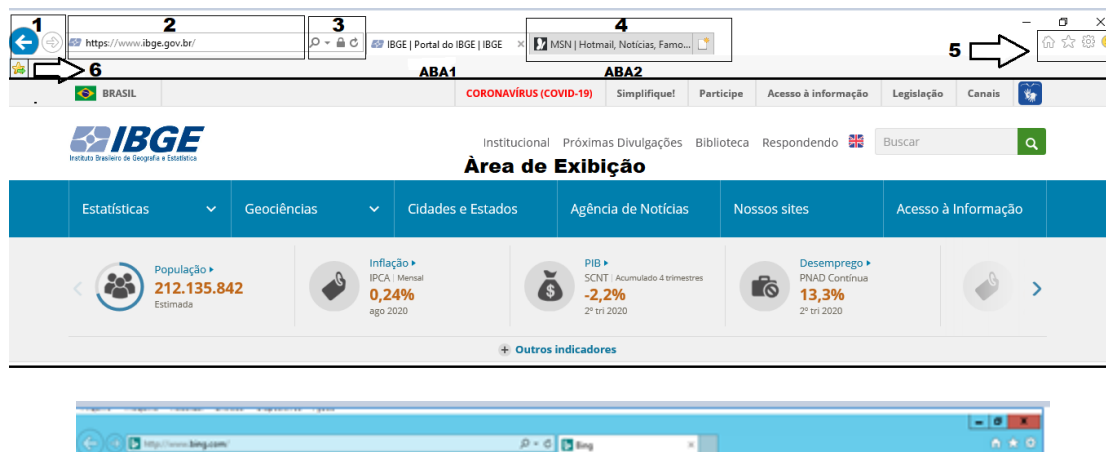 1 2 3 4
https://www.ibge.gov.br/ IBGE | Portal do IBGE | IBGE MSN | Hotmail, Notícias, Famo...
5
6 ABA1 ABA2
BRASIL CORONAVÍRUS (COVID-19) Simplifique! Participe Acesso à informação Legislação Canais
IBGE
Instituto Brasileiro de Geografia e Estatística
Institucional Próximas Divulgações Biblioteca Respondendo Buscar
Àrea de Exibição
Estatísticas Geociências Cidades e Estados Agência de Notícias Nossos sites Acesso à Informação
População Inflação PIB Desemprego
IPCA | Mensal SCNT | Acumulado 4 trimestres PNAD Contínua
212.135.842 0,24% -2,2% 13,3%
Estimada ago 2020 2º tri 2020 2º tri 2020
Outros indicadores
http://www.bing.com/ Bing